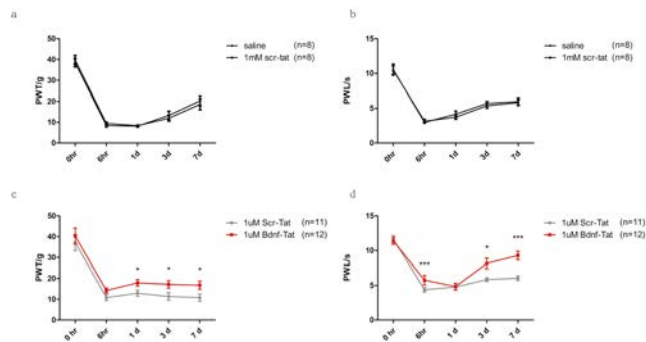 a
saline (n=8)
1mM scr-tat (n=8)
PWT/g
50
40
30
20
10
0
0hr 6hr 1d 3d 7d
b
saline (n=8)
1mM scr-tat (n=8)
PWL/s
15
10
5
0
0hr 6hr 1d 3d 7d
c
1uM Scr-Tat (n=11)
1uM Bdnf-Tat (n=12)
PWT/g
50
40
30
20
10
0
* * *
0 hr 6hr 1 d 3 d 7 d
d
1uM Scr-Tat (n=11)
1uM Bdnf-Tat (n=12)
PWL/s
15
10
5
0
*** * ***
0 hr 6hr 1 d 3 d 7 d